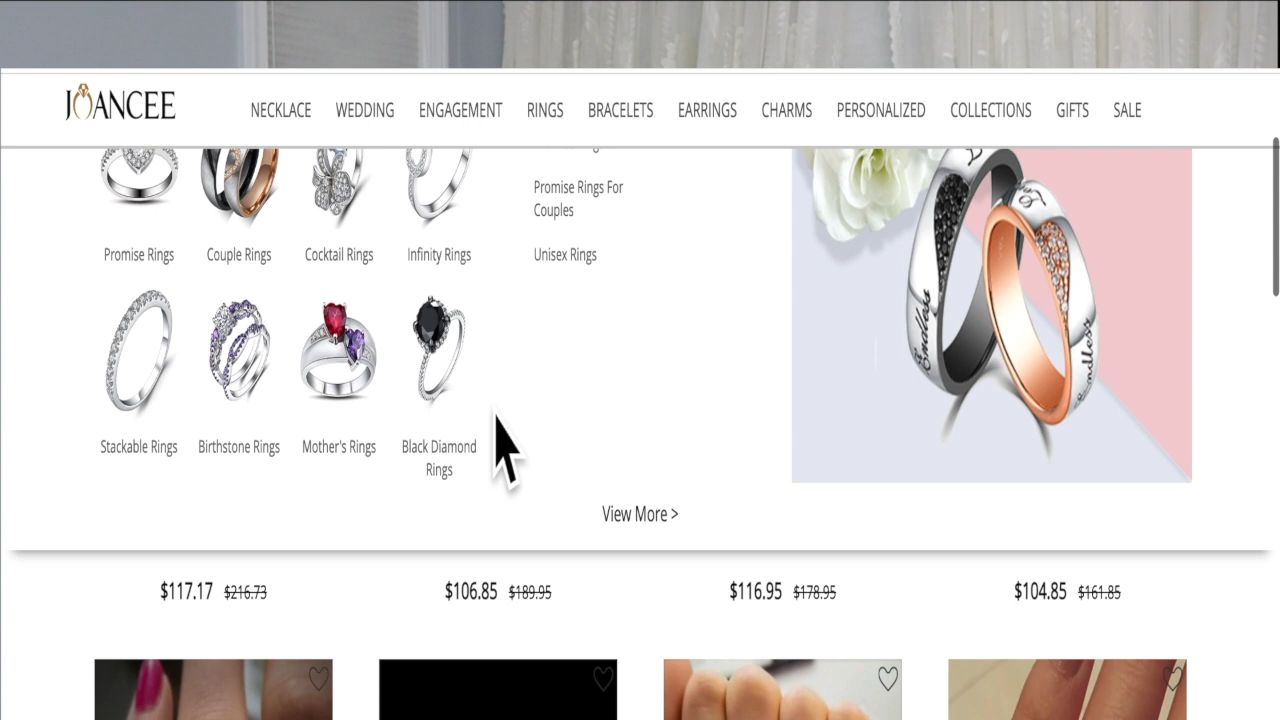 JOANCEE
NECKLACE WEDDING ENGAGEMENT RINGS BRACELETS EARRINGS CHARMS PERSONALIZED COLLECTIONS GIFTS SALE
Promise Rings For
Couples
Promise Rings Couple Rings Cocktail Rings Infinity Rings Unisex Rings
Endless
Endless
Stackable Rings Birthstone Rings Mother's Rings Black Diamond
Rings
View More >
$117.17 $216.73 $106.85 $189.95 $116.95 $178.95 $104.85 $161.85